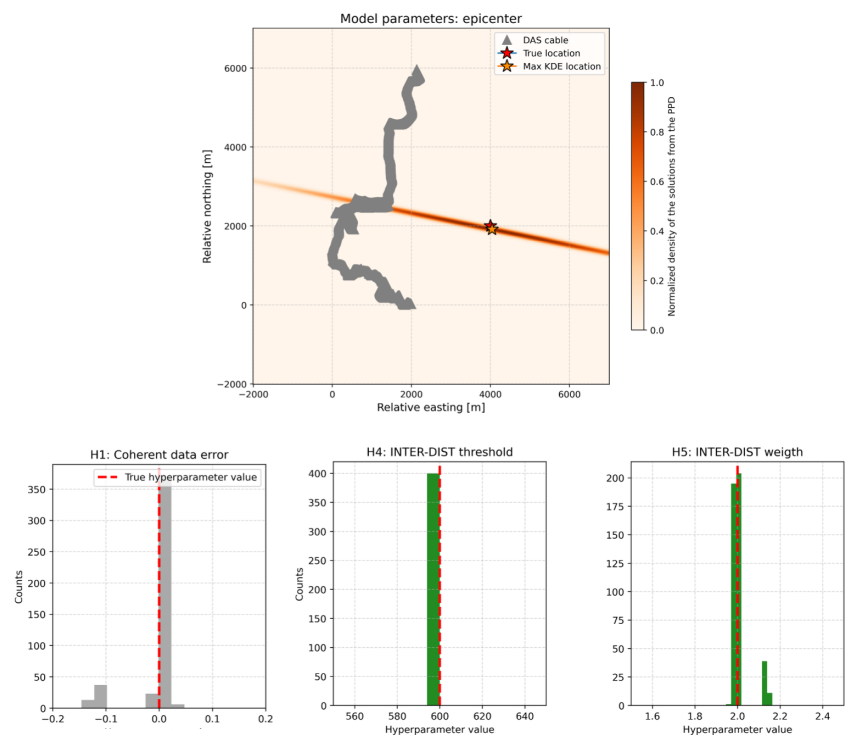 Model parameters: epicenter
DAS cable
True location
Max KDE location
6000
4000
2000
0
−2000
Relative northing [m]
−2000 0 2000 4000 6000
Relative easting [m]
1.0
0.8
0.6
0.4
0.2
0.0
Normalized density of the solutions from the PPD
H1: Coherent data error
True hyperparameter value
350
300
250
200
150
100
50
0
Counts
−0.2 −0.1 0.0 0.1 0.2
H4: INTER-DIST threshold
400
350
300
250
200
150
100
50
0
560 580 600 620 640
Hyperparameter value
H5: INTER-DIST weigth
200
175
150
125
100
75
50
25
0
1.6 1.8 2.0 2.2 2.4
Hyperparameter value